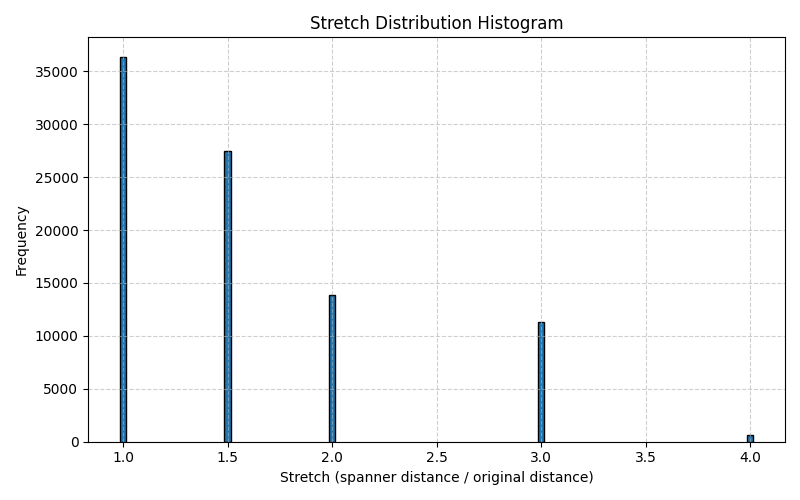 Stretch Distribution Histogram
Frequency
35000
30000
25000
20000
15000
10000
5000
0
1.0 1.5 2.0 2.5 3.0 3.5 4.0
Stretch (spanner distance / original distance)